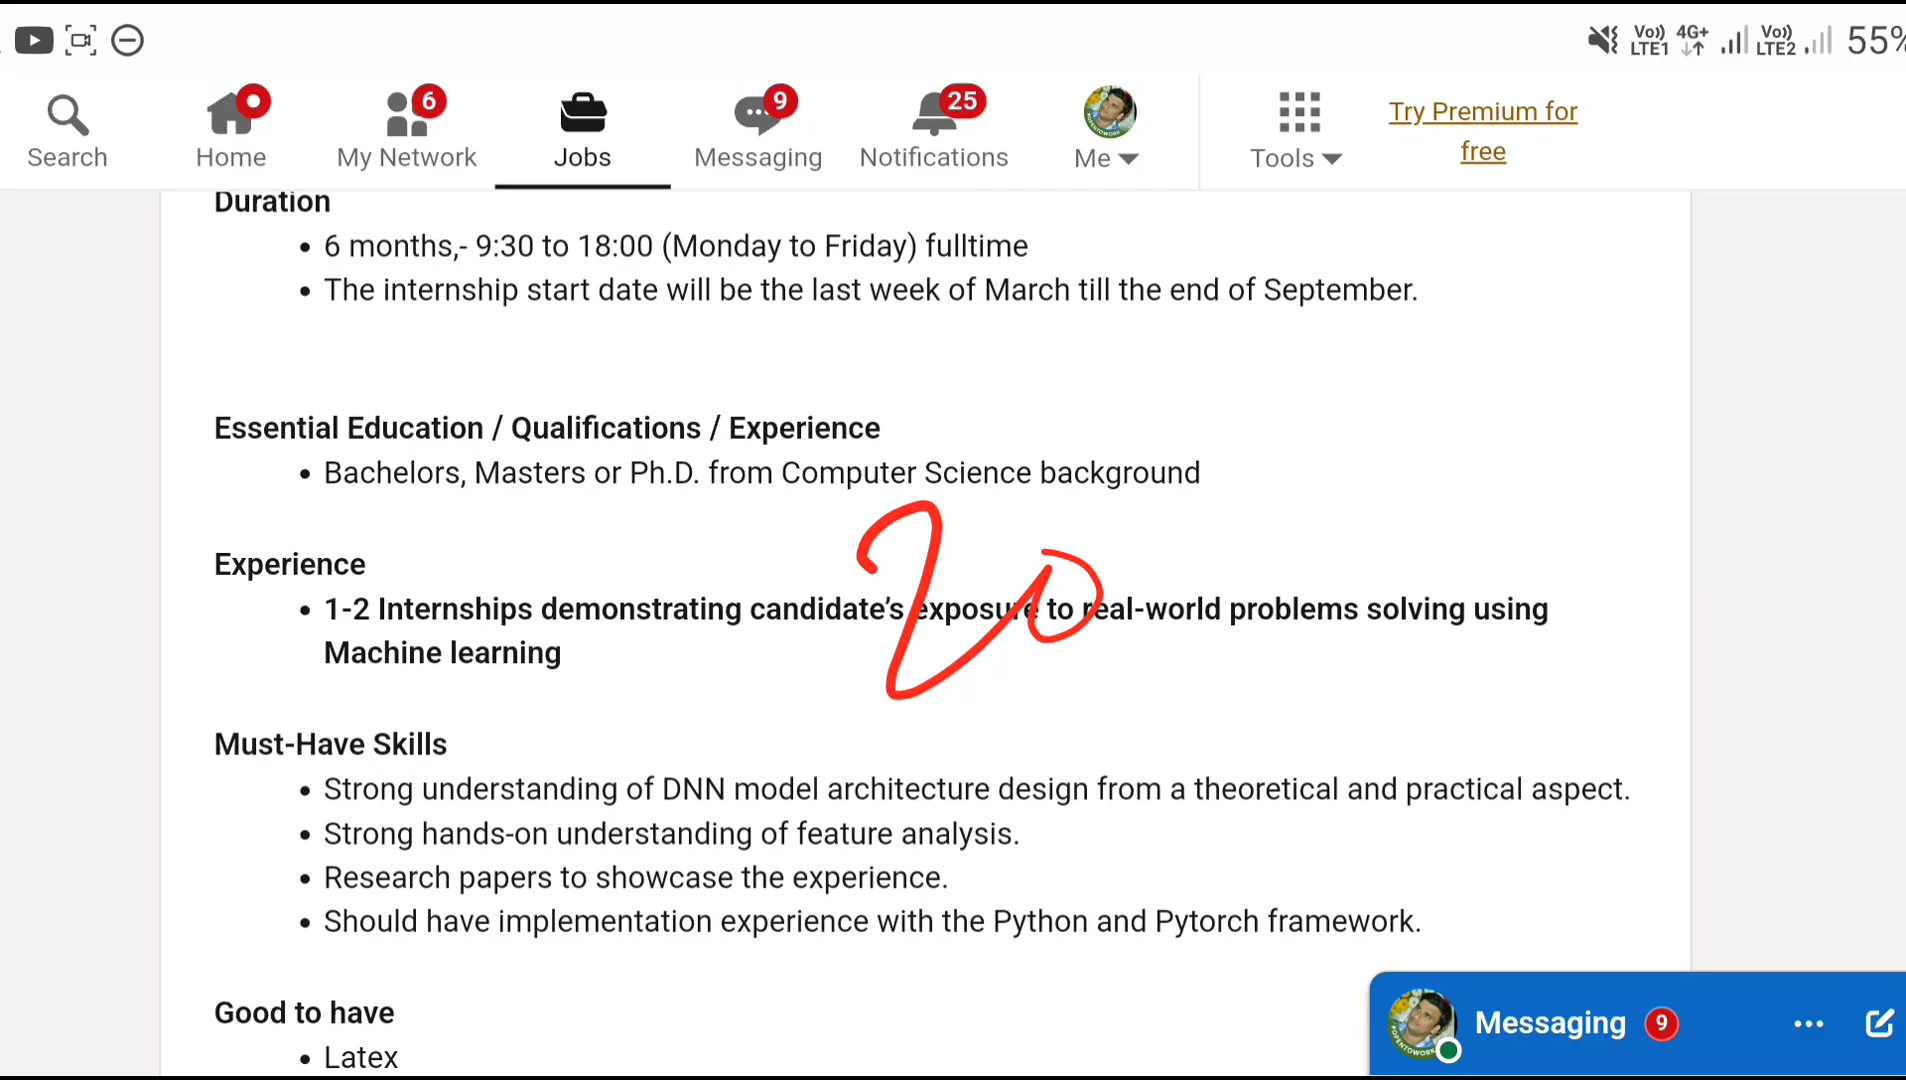 Vo)) LTE1 4G+ Vo)) LTE2 55%
6 9 25
Search Home My Network Jobs Messaging Notifications Me Tools Try Premium for free
Duration
• 6 months,- 9:30 to 18:00 (Monday to Friday) fulltime
• The internship start date will be the last week of March till the end of September.
Essential Education / Qualifications / Experience
• Bachelors, Masters or Ph.D. from Computer Science background
20
Experience
• 1-2 Internships demonstrating candidate’s exposure to real-world problems solving using
Machine learning
Must-Have Skills
• Strong understanding of DNN model architecture design from a theoretical and practical aspect.
• Strong hands-on understanding of feature analysis.
• Research papers to showcase the experience.
• Should have implementation experience with the Python and Pytorch framework.
Good to have
• Latex
Messaging 9
#OPENTOWORK